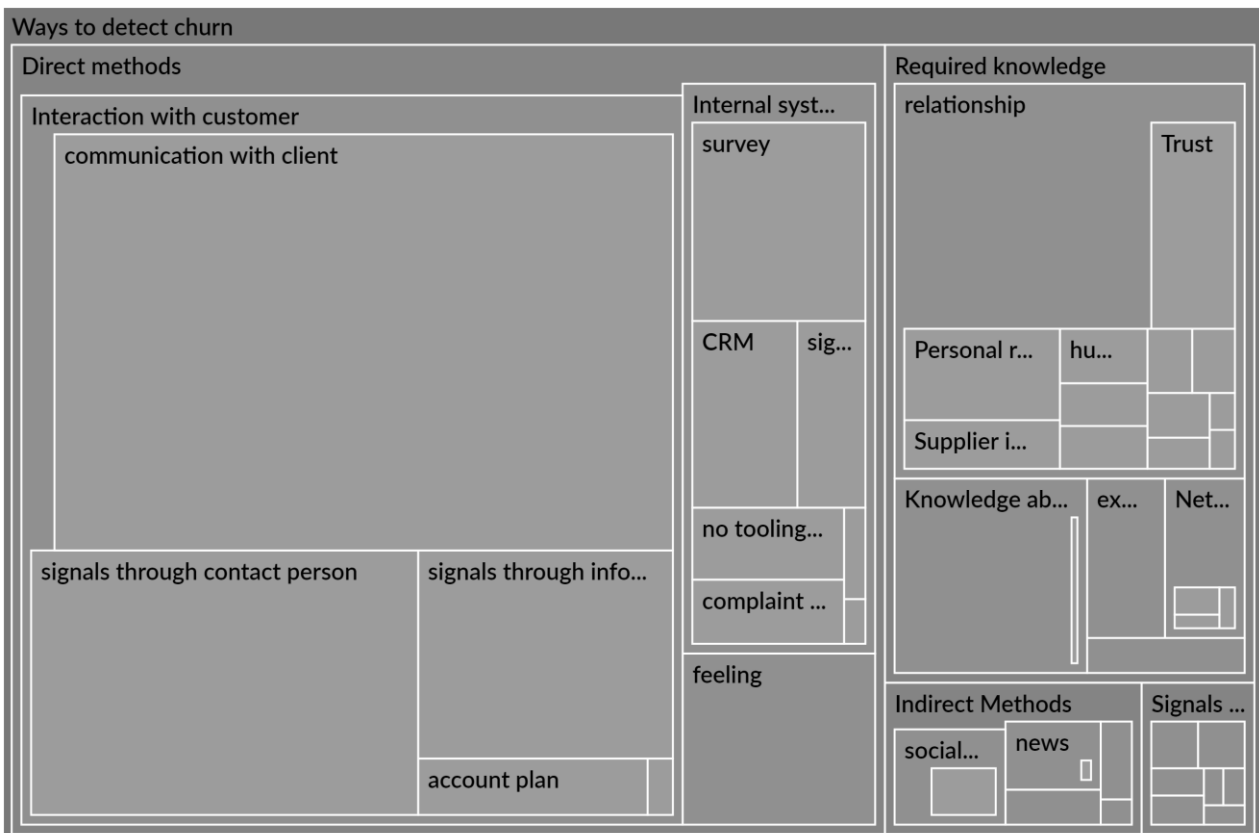 Ways to detect churn
Direct methods
Interaction with customer
communication with client
signals through contact person
signals through info...
account plan
Internal syst...
survey
CRM
sig...
no tooling...
complaint ...
feeling
Required knowledge
relationship
Trust
Personal r...
hu...
Supplier i...
Knowledge ab...
ex...
Net...
Indirect Methods
social...
news
Signals ...